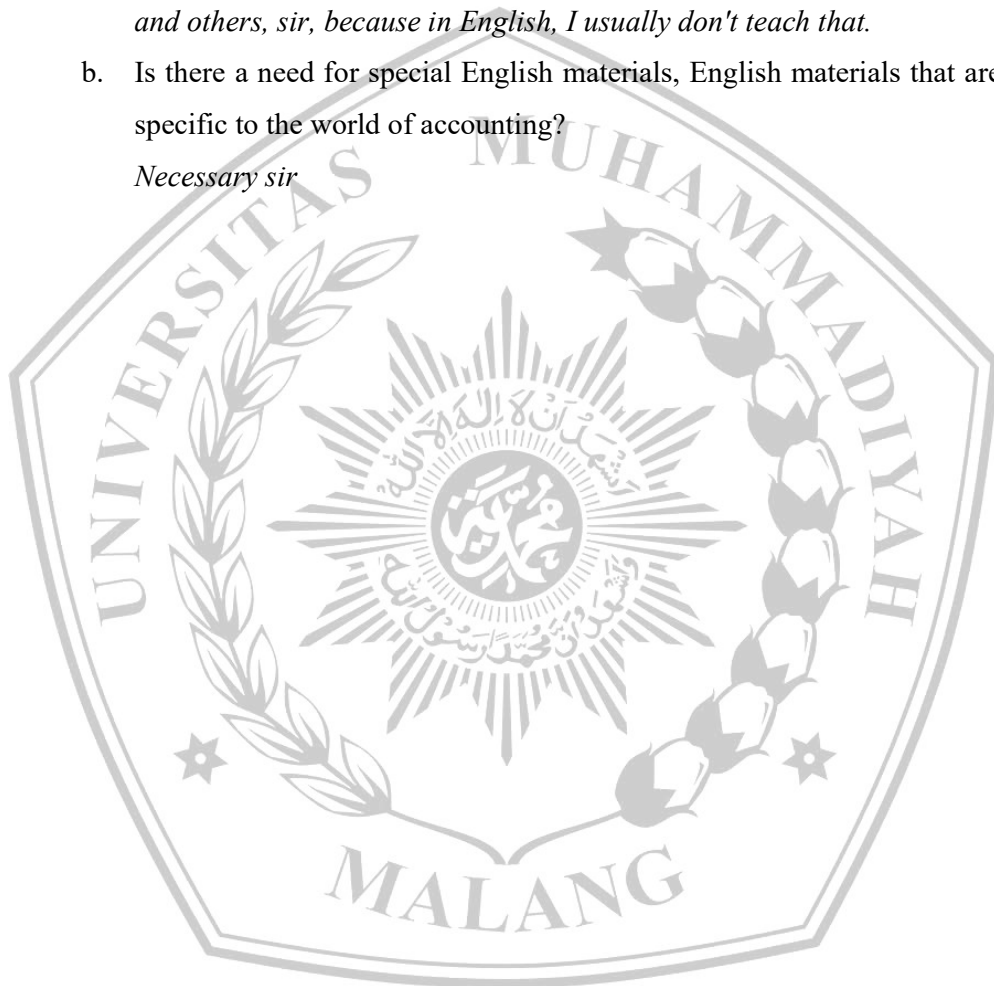 and others, sir, because in English, I usually don't teach that.
b. Is there a need for special English materials, English materials that are
specific to the world of accounting?
Necessary sir
UNIVERSITAS MUHAMMADIYAH
MALANG